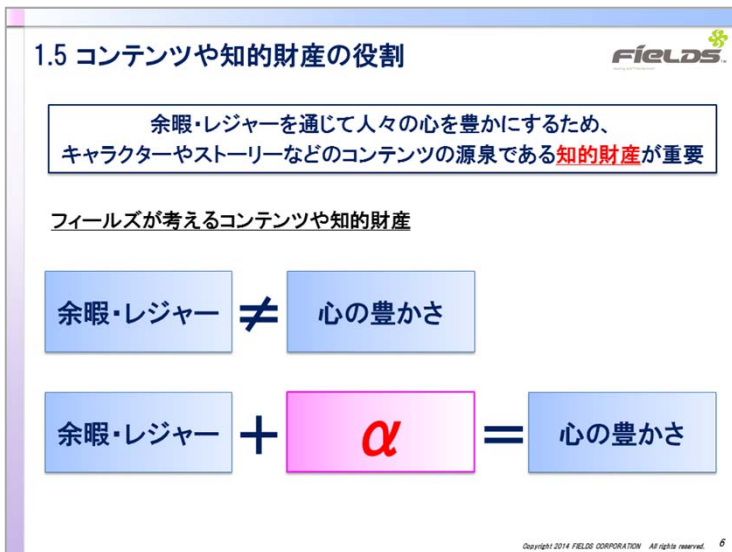 1.5 コンテンツや知的財産の役割
FIELDS
余暇・レジャーを通じて人々の心を豊かにするため、
キャラクターやストーリーなどのコンテンツの源泉である知的財産が重要
フィールズが考えるコンテンツや知的財産
余暇・レジャー ≠ 心の豊かさ
余暇・レジャー + α = 心の豊かさ
Copyright 2014 FIELDS CORPORATION All rights reserved. 6